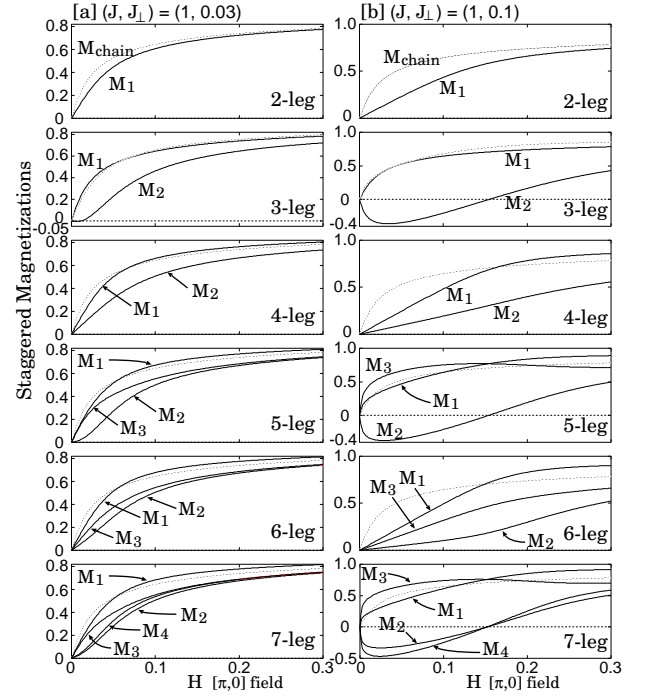 [a] (J, J⊥) = (1, 0.03)
[b] (J, J⊥) = (1, 0.1)
Staggered Magnetizations
0.8
0.6
0.4
0.2
0
Mchain
M1
2-leg
1.0
0.5
0
Mchain
M1
2-leg
0.8
0.6
0.4
0.2
0
-0.05
M1
M2
3-leg
1.0
0.5
0
-0.4
M1
M2
3-leg
0.8
0.6
0.4
0.2
0
M1
M2
4-leg
1.0
0.5
0
M1
M2
4-leg
0.8
0.6
0.4
0.2
0
M1
M2
M3
5-leg
1.0
0.5
0
-0.4
M3
M1
M2
5-leg
0.8
0.6
0.4
0.2
0
M1
M2
M3
6-leg
1.0
0.5
0
M3
M1
M2
6-leg
0.8
0.6
0.4
0.2
0
M1
M2
M4
M3
7-leg
1.0
0.5
0
-0.5
M3
M1
M2
M4
7-leg
0 0.1 0.2 0.3
H [π,0] field
0 0.1 0.2 0.3
H [π,0] field